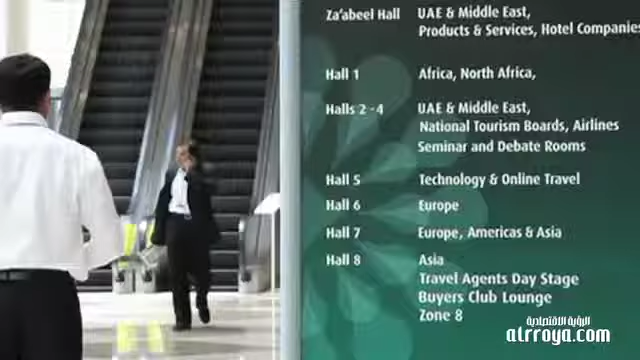 Za'abeel Hall UAE & Middle East,
Products & Services, Hotel Companies
Hall 1 Africa, North Africa,
Halls 2 -4 UAE & Middle East,
National Tourism Boards, Airlines
Seminar and Debate Rooms
Hall 5 Technology & Online Travel
Hall 6 Europe
Hall 7 Europe, Americas & Asia
Hall 8 Asia
Travel Agents Day Stage
Buyers Club Lounge
Zone 8
الرؤية الاقتصادية
alrroya.com